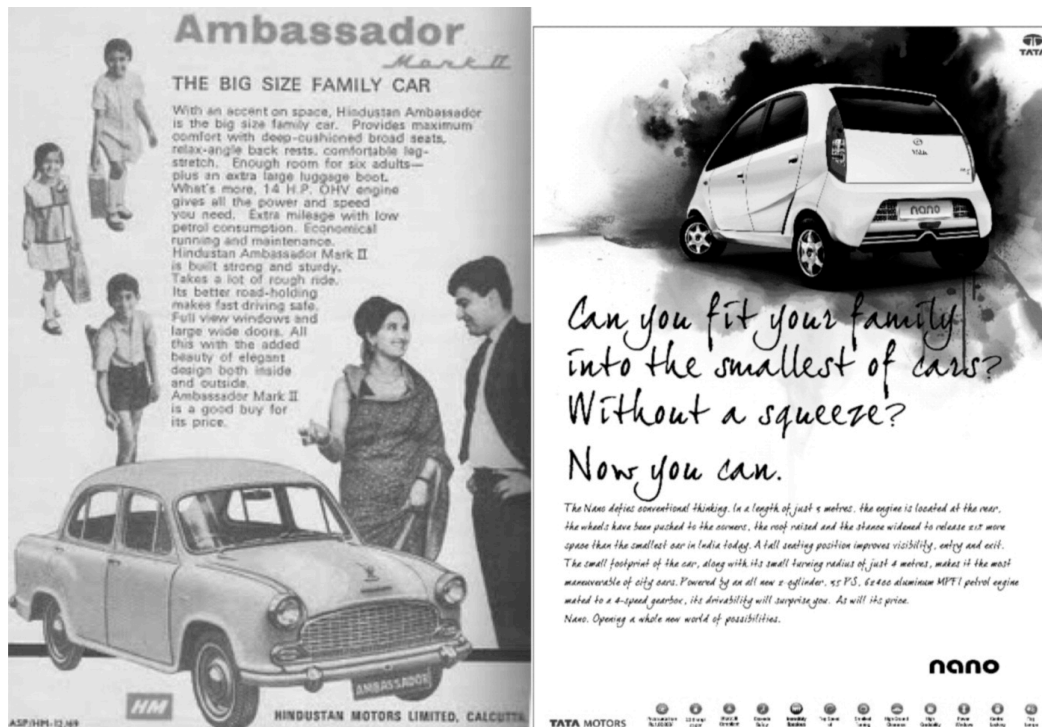 Ambassador
Mark II
THE BIG SIZE FAMILY CAR
With an accent on space, Hindustan Ambassador
is the big size family car. Provides maximum
comfort with deep-cushioned broad seats,
relax-angle back rests, comfortable leg-
stretch. Enough room for six adults—
plus an extra large luggage boot.
What's more, 14 H.P. OHV engine
gives all the power and speed
you need. Extra mileage with low
petrol consumption. Economical
running and maintenance.
Hindustan Ambassador Mark II
is built strong and sturdy.
Takes a lot of rough ride.
Its better road-holding
makes fast driving safe.
Full view windows and
large wide doors. All
this with the added
beauty of elegant
design both inside
and outside.
Ambassador Mark II
is a good buy for
its price.
AMBASSADOR
HM
HINDUSTAN MOTORS LIMITED, CALCUTTA
TATA
nano
Can you fit your family
into the smallest of cars?
Without a squeeze?
Now you can.
The Nano defies conventional thinking. In a length of just 3 metres, the engine is located at the rear,
the wheels have been pushed to the corners, the roof raised and the stance widened to release 21% more
space than the smallest car in India today. A tall seating position improves visibility, entry and exit.
The small footprint of the car, along with its small turning radius of just 4 metres, makes it the most
maneuverable of city cars. Powered by an all new 2-cylinder, 35 PS, 624cc aluminum MPFI petrol engine
mated to a 4-speed gearbox, its drivability will surprise you. As will its price.
Nano. Opening a whole new world of possibilities.
nano
TATA MOTORS